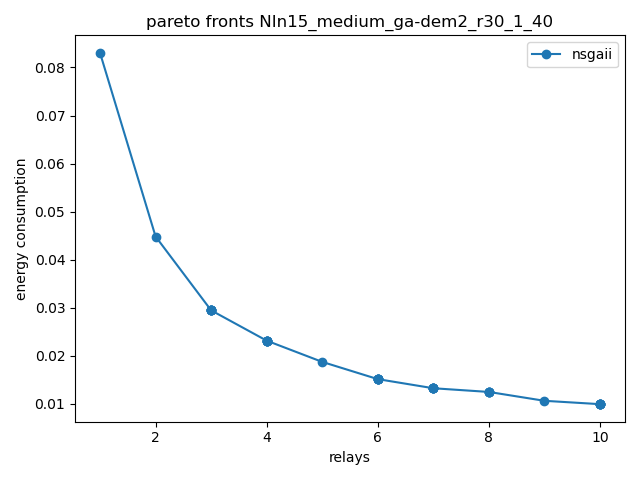 pareto fronts NIn15_medium_ga-dem2_r30_1_40
nsgaii
energy consumption
0.08
0.07
0.06
0.05
0.04
0.03
0.02
0.01
2 4 6 8 10
relays